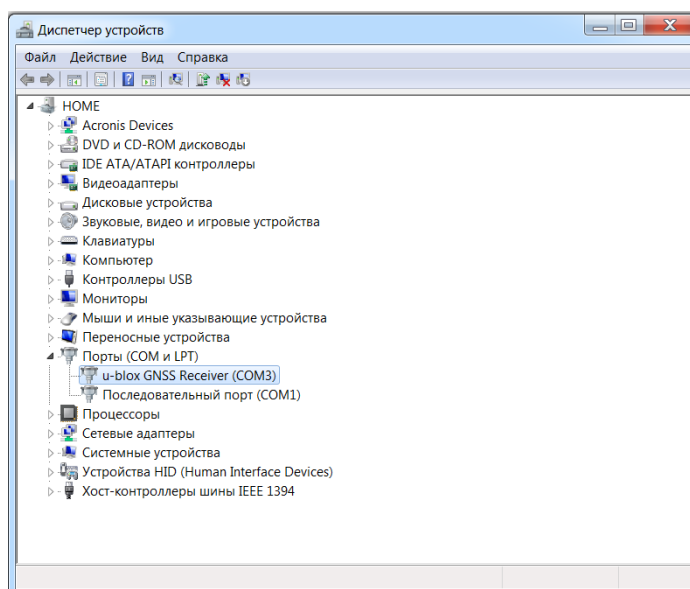 Диспетчер устройств
Файл Действие Вид Справка
HOME
Acronis Devices
DVD и CD-ROM дисководы
IDE ATA/ATAPI контроллеры
Видеоадаптеры
Дисковые устройства
Звуковые, видео и игровые устройства
Клавиатуры
Компьютер
Контроллеры USB
Мониторы
Мыши и иные указывающие устройства
Переносные устройства
Порты (COM и LPT)
u-blox GNSS Receiver (COM3)
Последовательный порт (COM1)
Процессоры
Сетевые адаптеры
Системные устройства
Устройства HID (Human Interface Devices)
Хост-контроллеры шины IEEE 1394